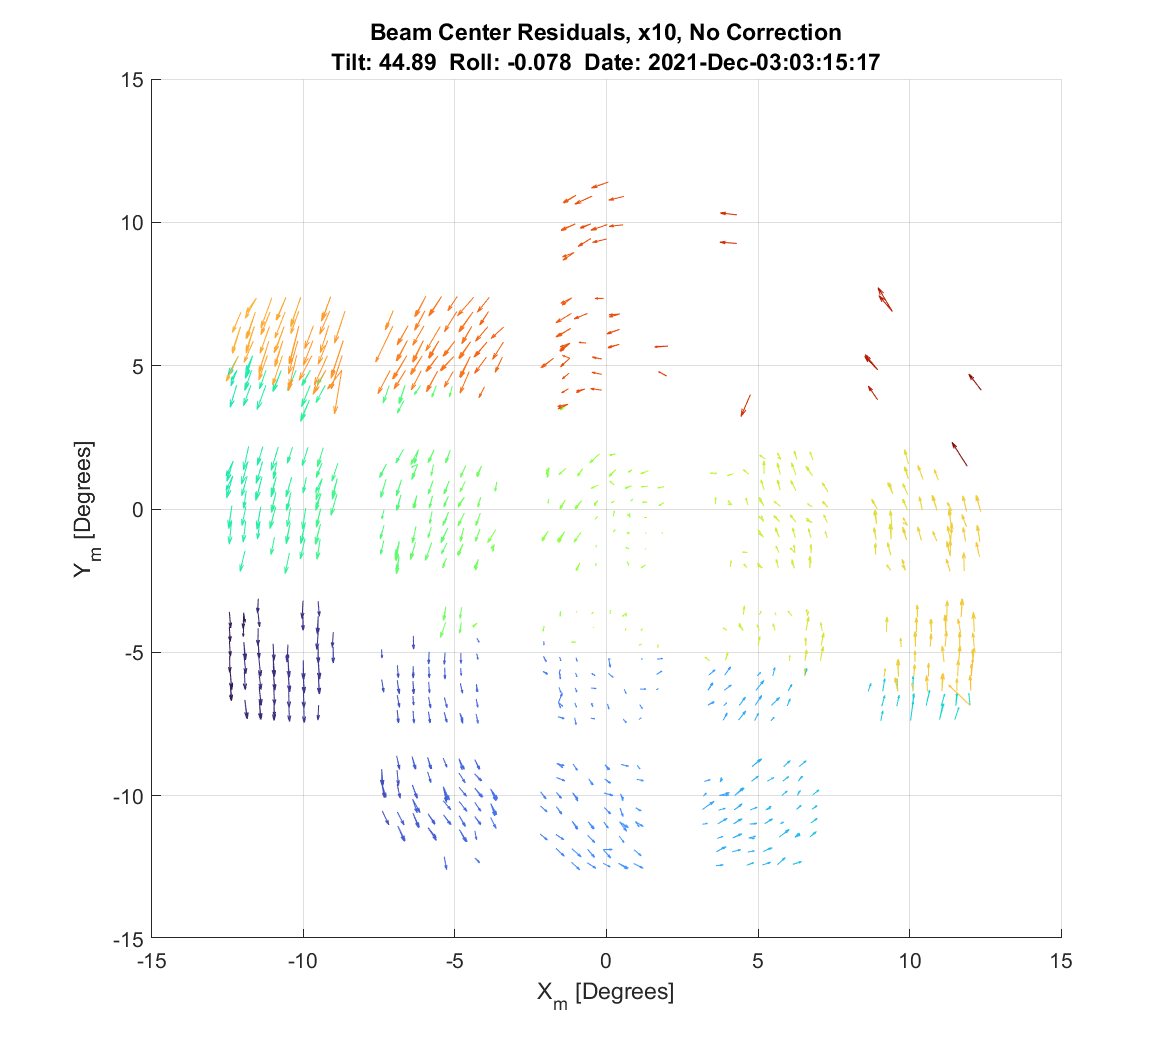 Beam Center Residuals, x10, No Correction
Tilt: 44.89  Roll: -0.078  Date: 2021-Dec-03:03:15:17
15
10
5
0
-5
-10
-15
Y_m [Degrees]
-15 -10 -5 0 5 10 15
X_m [Degrees]